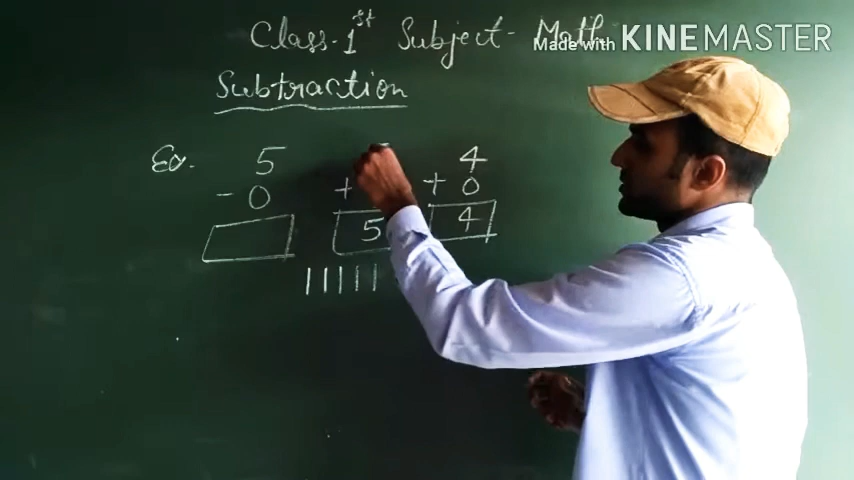 Class-1st Subject- Math
Made with KINEMASTER
Subtraction
Ex. 5 4
- 0 + + 0
5 4